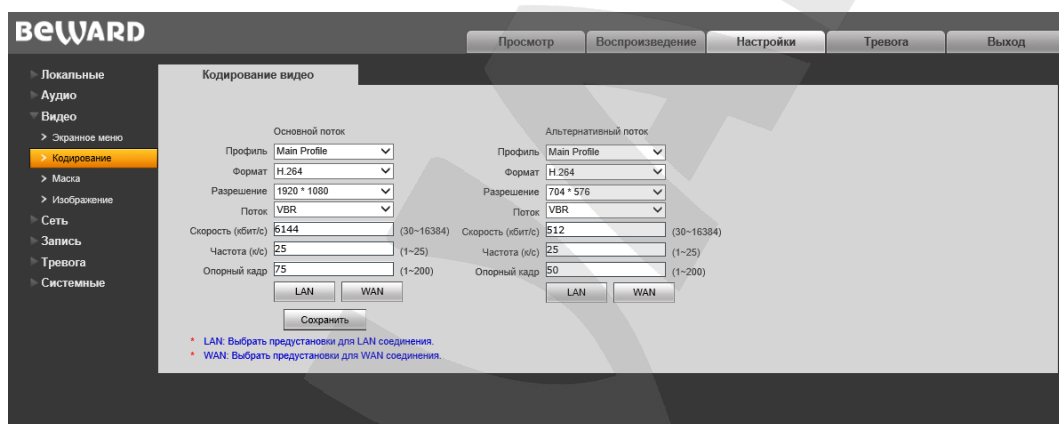 BEWARD
Просмотр Воспроизведение Настройки Тревога Выход
Локальные
Аудио
Видео
> Экранное меню
> Кодирование
> Маска
> Изображение
Сеть
Запись
Тревога
Системные
Кодирование видео
Основной поток
Профиль Main Profile
Формат H.264
Разрешение 1920 * 1080
Поток VBR
Скорость (кбит/с) 6144 (30~16384)
Частота (к/с) 25 (1~25)
Опорный кадр 75 (1~200)
LAN WAN
Альтернативный поток
Профиль Main Profile
Формат H.264
Разрешение 704 * 576
Поток VBR
Скорость (кбит/с) 512 (30~16384)
Частота (к/с) 25 (1~25)
Опорный кадр 50 (1~200)
LAN WAN
Сохранить
* LAN: Выбрать предустановки для LAN соединения.
* WAN: Выбрать предустановки для WAN соединения.